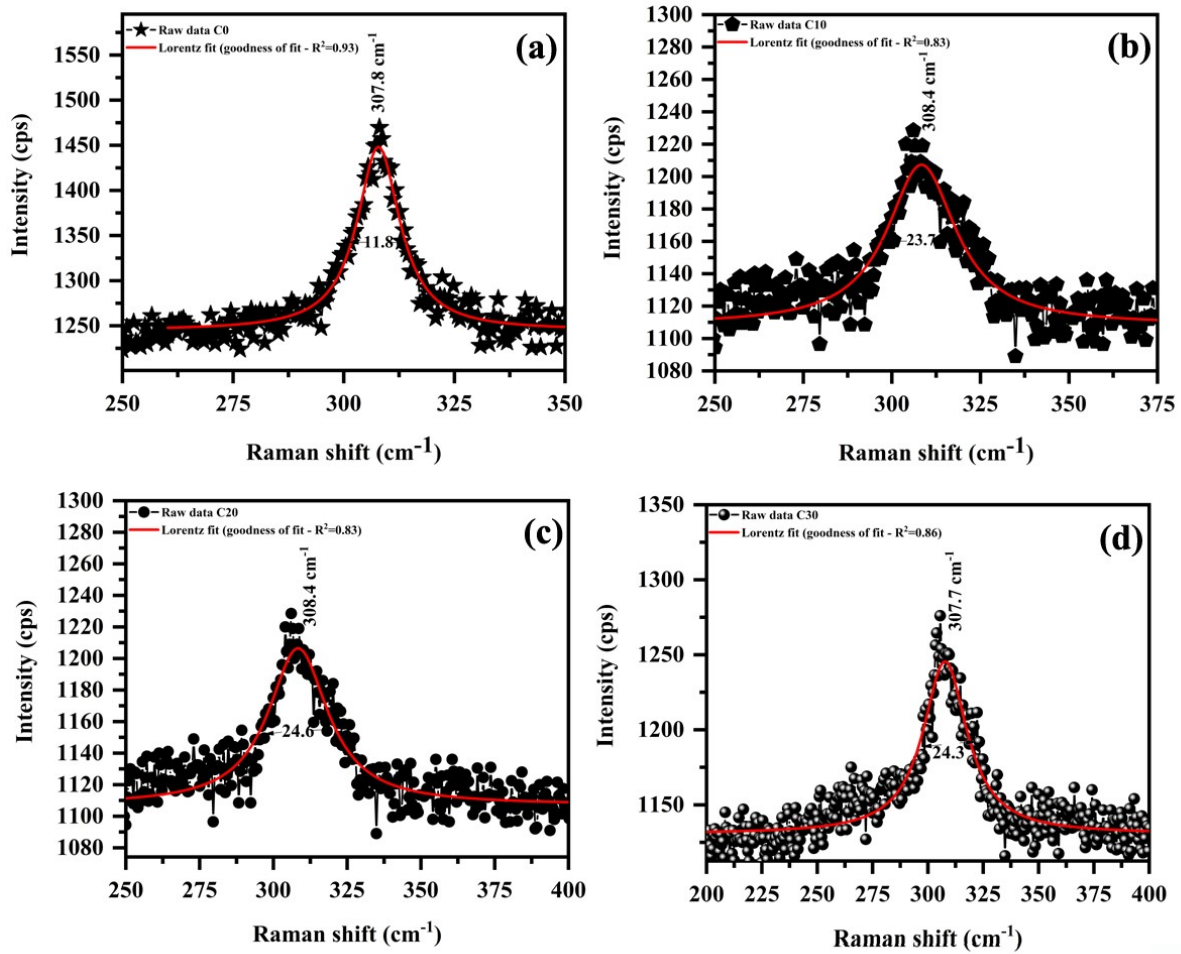 Raw data C0
Lorentz fit (goodness of fit - R²=0.93)
(a)
307.8 cm⁻¹
11.8
1550
1500
1450
1400
1350
1300
1250
Intensity (cps)
250 275 300 325 350
Raman shift (cm⁻¹)
Raw data C10
Lorentz fit (goodness of fit - R²=0.83)
(b)
308.4 cm⁻¹
23.7
1300
1280
1260
1240
1220
1200
1180
1160
1140
1120
1100
1080
Intensity (cps)
250 275 300 325 350 375
Raman shift (cm⁻¹)
Raw data C20
Lorentz fit (goodness of fit - R²=0.83)
(c)
308.4 cm⁻¹
24.6
1300
1280
1260
1240
1220
1200
1180
1160
1140
1120
1100
1080
Intensity (cps)
250 275 300 325 350 375 400
Raman shift (cm⁻¹)
Raw data C30
Lorentz fit (goodness of fit - R²=0.86)
(d)
307.7 cm⁻¹
24.3
1350
1300
1250
1200
1150
Intensity (cps)
200 225 250 275 300 325 350 375 400
Raman shift (cm⁻¹)